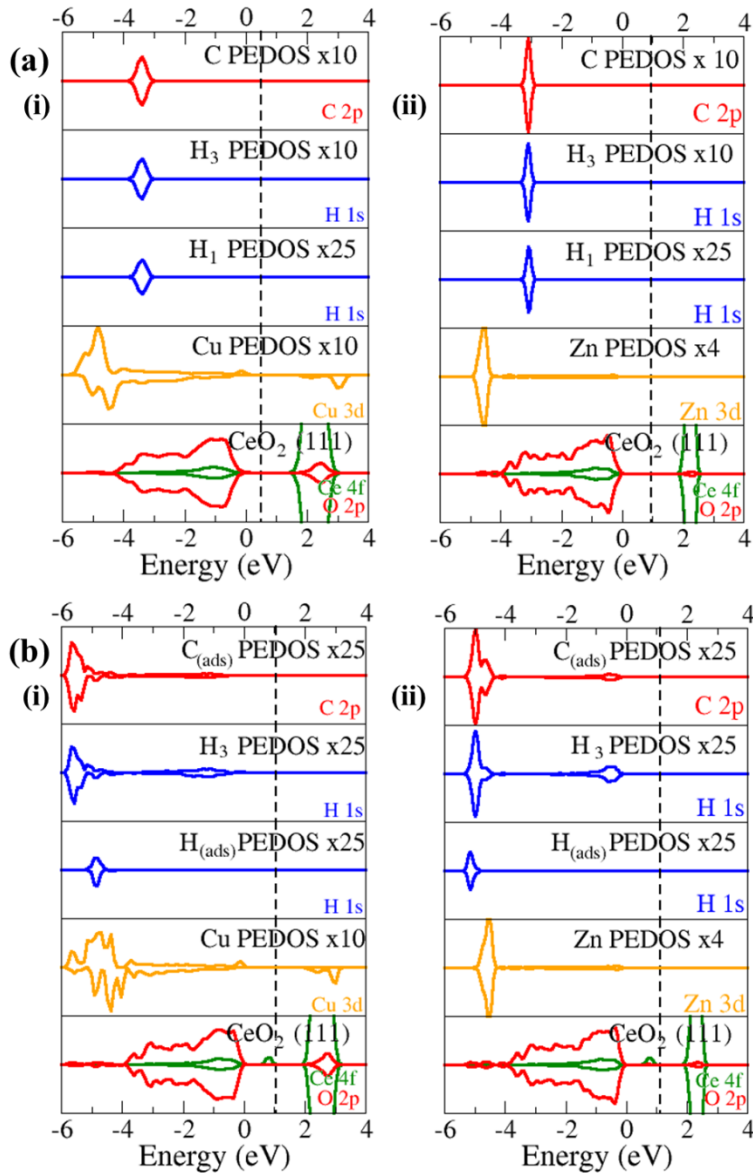 (a)
(i)
-6 -4 -2 0 2 4
C PEDOS x10
C 2p
H3 PEDOS x10
H 1s
H1 PEDOS x25
H 1s
Cu PEDOS x10
Cu 3d
CeO2 (111)
Ce 4f
O 2p
-6 -4 -2 0 2 4
Energy (eV)
(ii)
-6 -4 -2 0 2 4
C PEDOS x 10
C 2p
H3 PEDOS x10
H 1s
H1 PEDOS x25
H 1s
Zn PEDOS x4
Zn 3d
CeO2 (111)
Ce 4f
O 2p
-6 -4 -2 0 2 4
Energy (eV)
(b)
(i)
-6 -4 -2 0 2 4
C(ads) PEDOS x25
C 2p
H3 PEDOS x25
H 1s
H(ads) PEDOS x25
H 1s
Cu PEDOS x10
Cu 3d
CeO2 (111)
Ce 4f
O 2p
-6 -4 -2 0 2 4
Energy (eV)
(ii)
-6 -4 -2 0 2 4
C(ads) PEDOS x25
C 2p
H3 PEDOS x25
H 1s
H(ads) PEDOS x25
H 1s
Zn PEDOS x4
Zn 3d
CeO2 (111)
Ce 4f
O 2p
-6 -4 -2 0 2 4
Energy (eV)